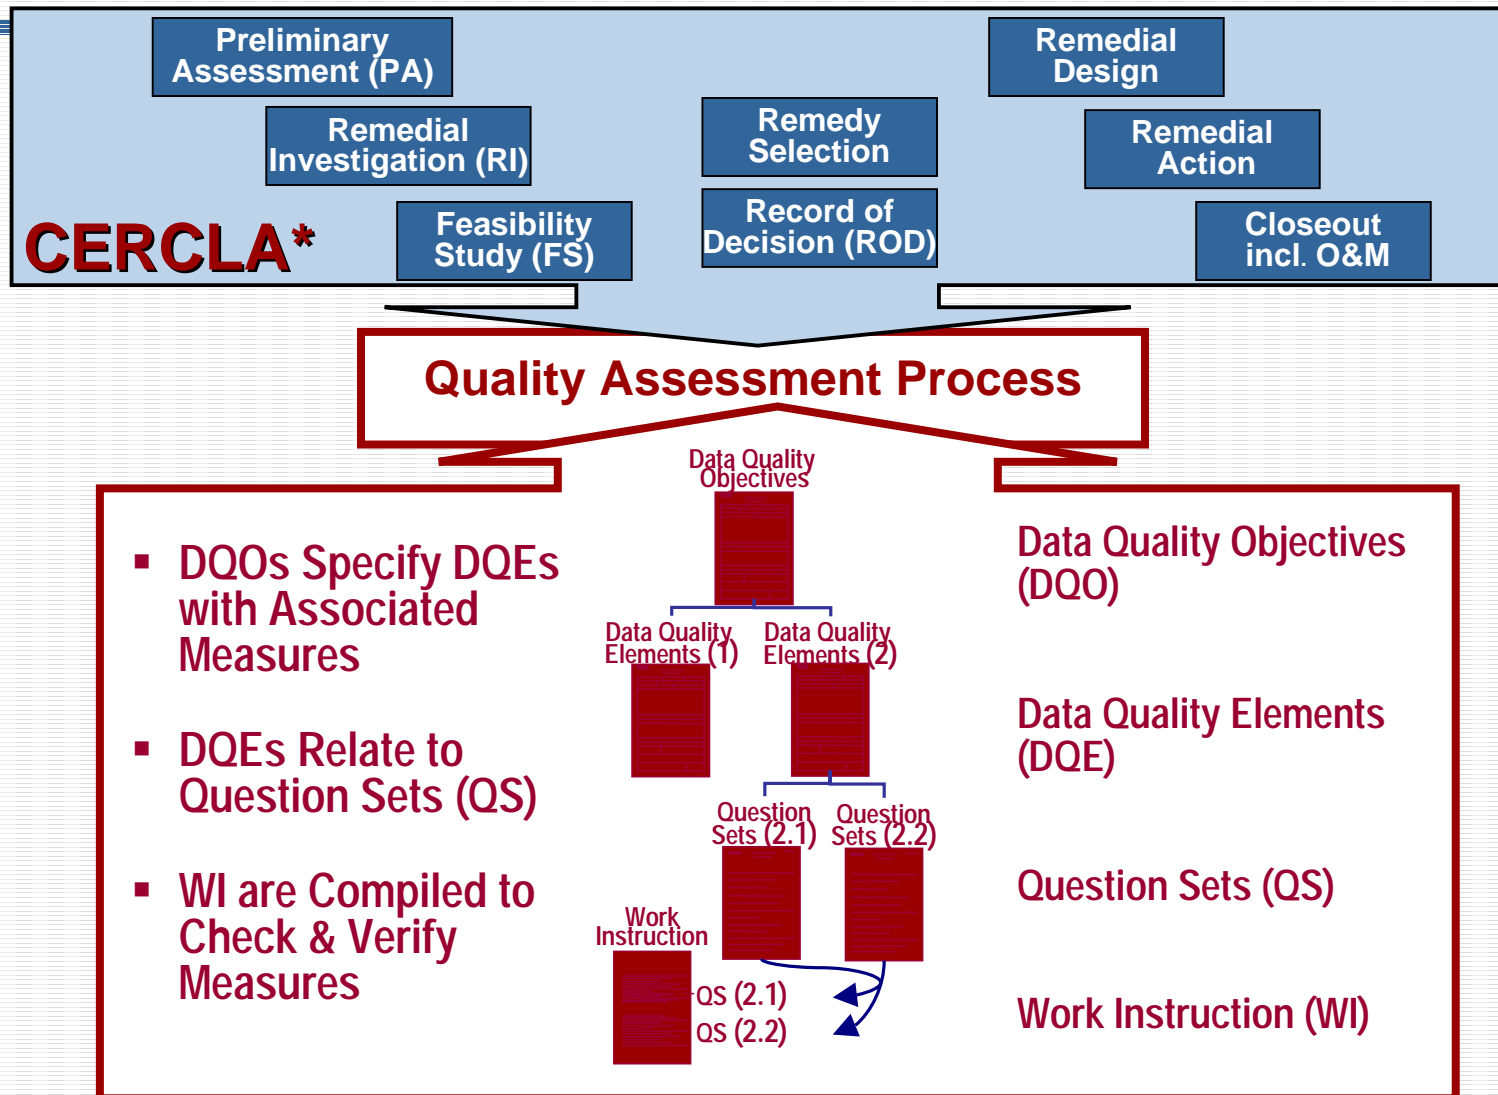 Preliminary
Assessment (PA)
Remedial
Investigation (RI)
Feasibility
Study (FS)
Remedy
Selection
Record of
Decision (ROD)
Remedial
Design
Remedial
Action
Closeout
incl. O&M
CERCLA*
Quality Assessment Process
▪ DQOs Specify DQEs
with Associated
Measures
▪ DQEs Relate to
Question Sets (QS)
▪ WI are Compiled to
Check & Verify
Measures
Data Quality
Objectives
Data Quality
Elements (1)
Data Quality
Elements (2)
Question
Sets (2.1)
Question
Sets (2.2)
Work
Instruction
QS (2.1)
QS (2.2)
Data Quality Objectives
(DQO)
Data Quality Elements
(DQE)
Question Sets (QS)
Work Instruction (WI)